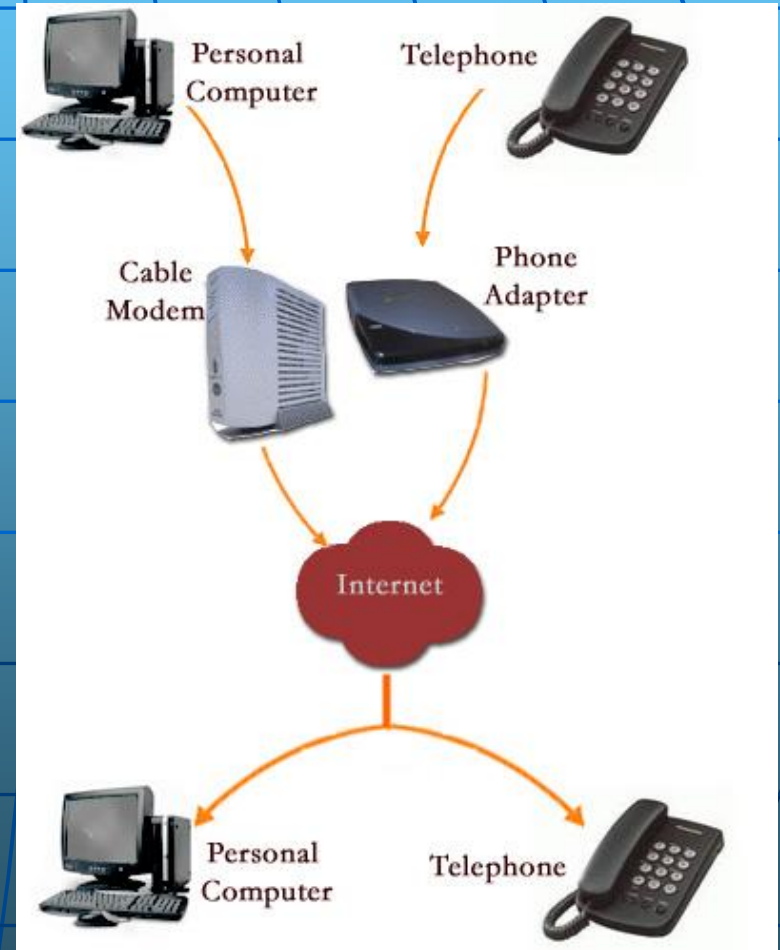 Personal
Computer
Telephone
Cable
Modem
Phone
Adapter
Internet
Personal
Computer
Telephone